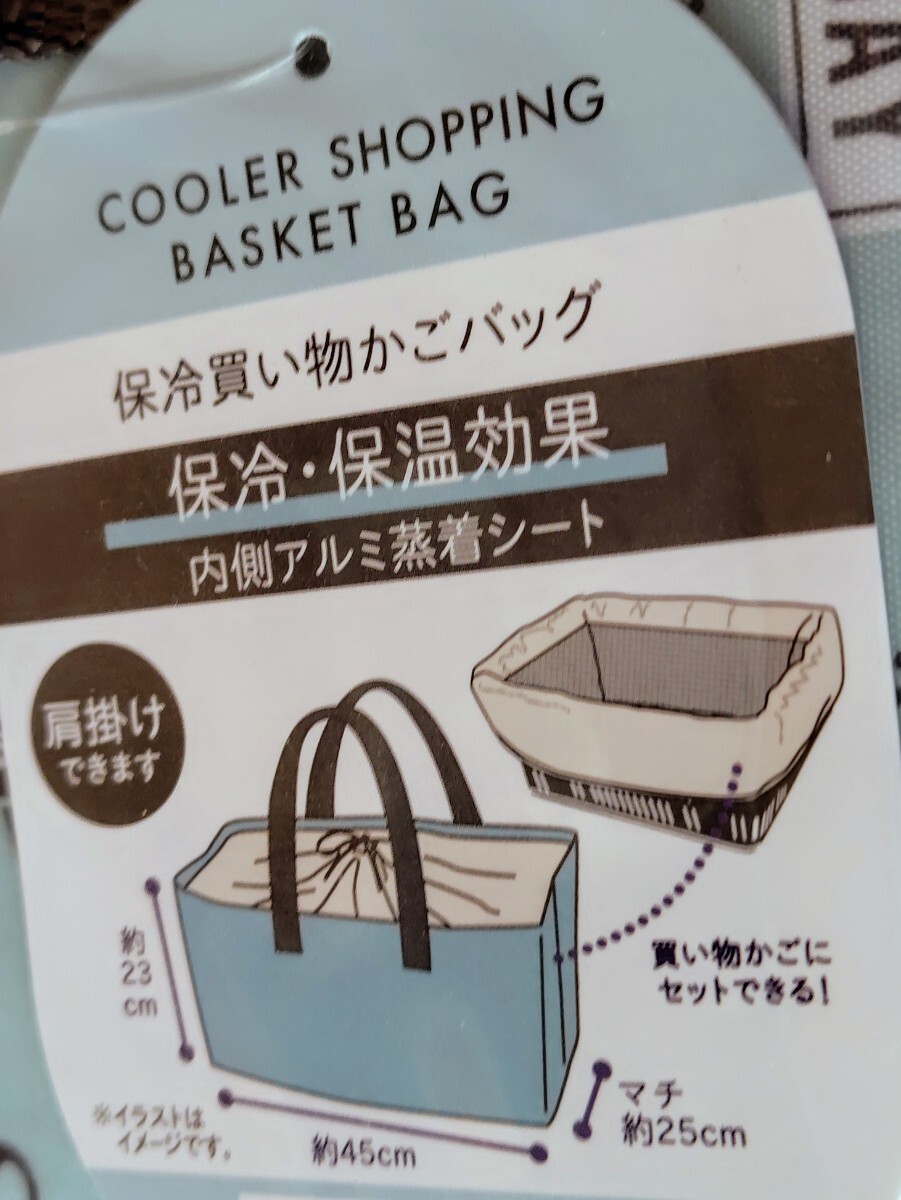 COOLER SHOPPING
BASKET BAG
保冷買い物かごバッグ
保冷・保温効果
内側アルミ蒸着シート
肩掛け
できます
約
23
cm
買い物かごに
セットできる!
マチ
約25cm
約45cm
※イラストは
イメージです。
AY